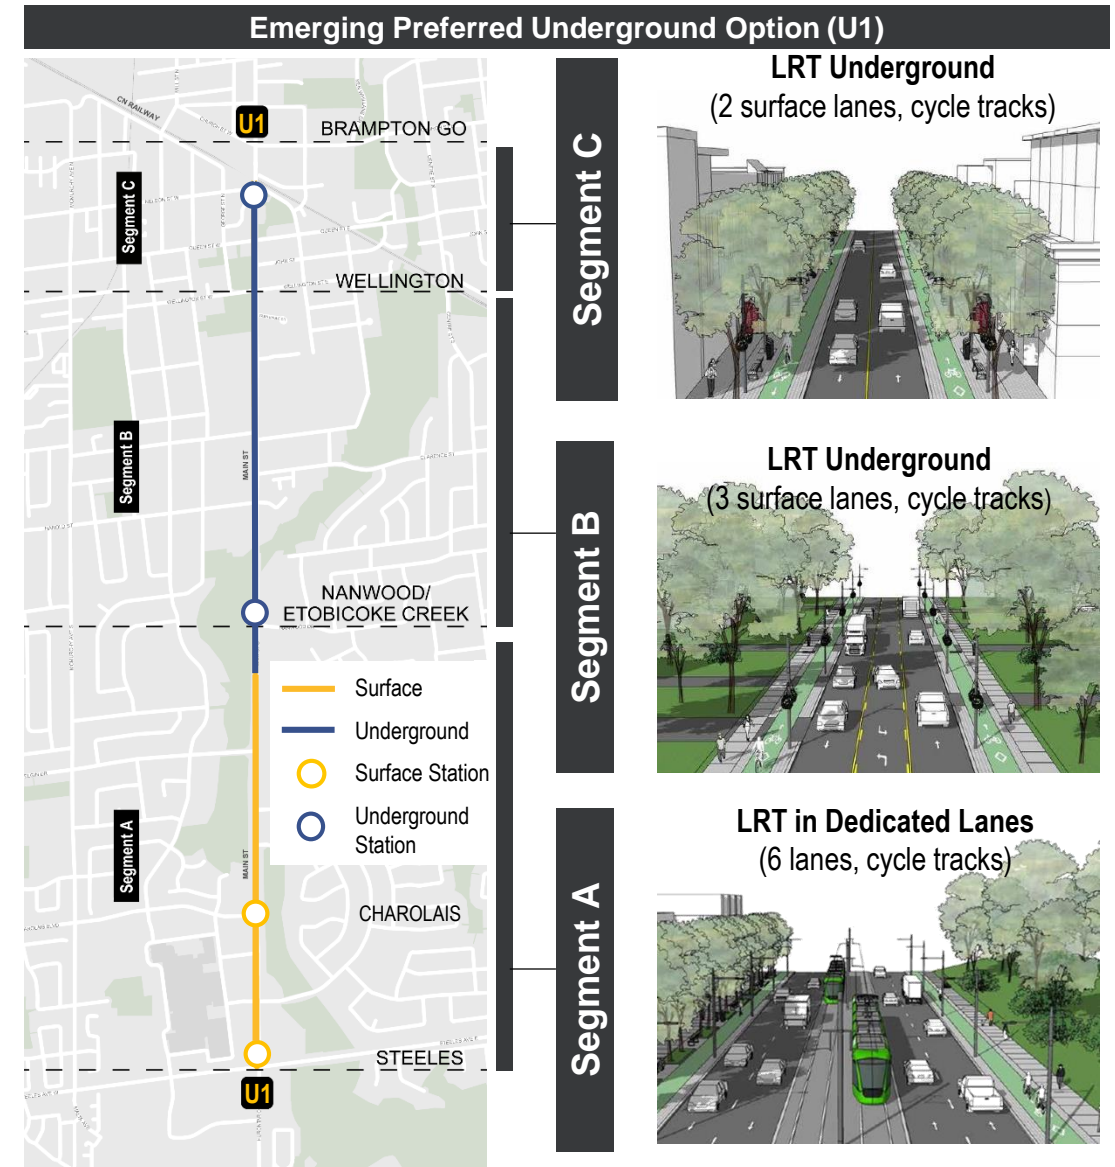 Emerging Preferred Underground Option (U1)
CN RAILWAY
U1
BRAMPTON GO
Segment C
WELLINGTON
Segment B
MAIN ST
NANWOOD/
ETOBICOKE CREEK
Surface
Underground
Surface Station
Underground
Station
Segment A
MAIN ST
CHAROLAIS
STEELES
U1
Segment C
LRT Underground
(2 surface lanes, cycle tracks)
Segment B
LRT Underground
(3 surface lanes, cycle tracks)
Segment A
LRT in Dedicated Lanes
(6 lanes, cycle tracks)